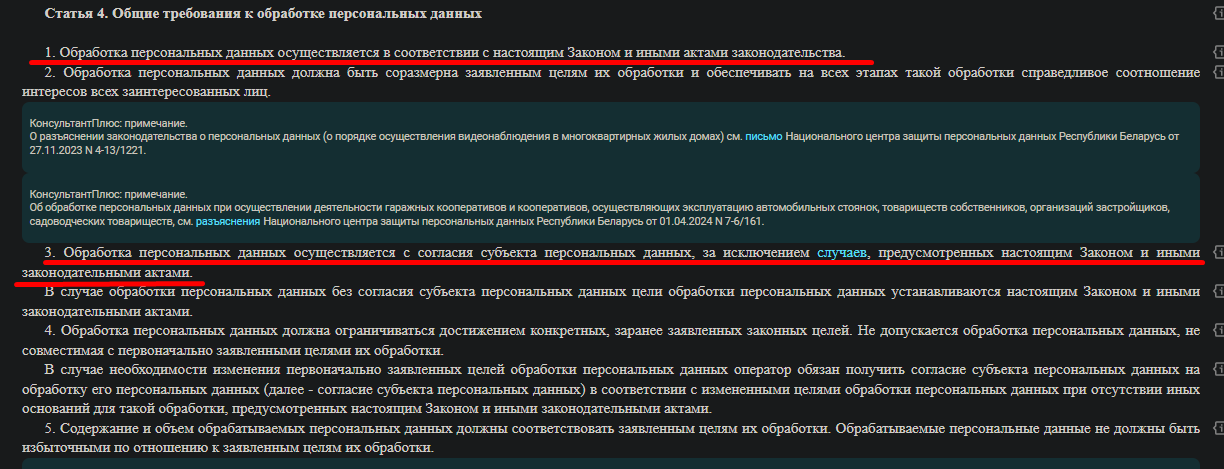 Статья 4. Общие требования к обработке персональных данных
1. Обработка персональных данных осуществляется в соответствии с настоящим Законом и иными актами законодательства.
2. Обработка персональных данных должна быть соразмерна заявленным целям их обработки и обеспечивать на всех этапах такой обработки справедливое соотношение
интересов всех заинтересованных лиц.
КонсультантПлюс: примечание.
О разъяснении законодательства о персональных данных (о порядке осуществления видеонаблюдения в многоквартирных жилых домах) см. письмо Национального центра защиты персональных данных Республики Беларусь от
27.11.2023 N 4-13/1221.
КонсультантПлюс: примечание.
Об обработке персональных данных при осуществлении деятельности гаражных кооперативов и кооперативов, осуществляющих эксплуатацию автомобильных стоянок, товариществ собственников, организаций застройщиков,
садоводческих товариществ, см. разъяснения Национального центра защиты персональных данных Республики Беларусь от 01.04.2024 N 7-6/161.
3. Обработка персональных данных осуществляется с согласия субъекта персональных данных, за исключением случаев, предусмотренных настоящим Законом и иными
законодательными актами.
В случае обработки персональных данных без согласия субъекта персональных данных цели обработки персональных данных устанавливаются настоящим Законом и иными
законодательными актами.
4. Обработка персональных данных должна ограничиваться достижением конкретных, заранее заявленных законных целей. Не допускается обработка персональных данных, не
совместимая с первоначально заявленными целями их обработки.
В случае необходимости изменения первоначально заявленных целей обработки персональных данных оператор обязан получить согласие субъекта персональных данных на
обработку его персональных данных (далее - согласие субъекта персональных данных) в соответствии с измененными целями обработки персональных данных при отсутствии иных
оснований для такой обработки, предусмотренных настоящим Законом и иными законодательными актами.
5. Содержание и объем обрабатываемых персональных данных должны соответствовать заявленным целям их обработки. Обрабатываемые персональные данные не должны быть
избыточными по отношению к заявленным целям их обработки.